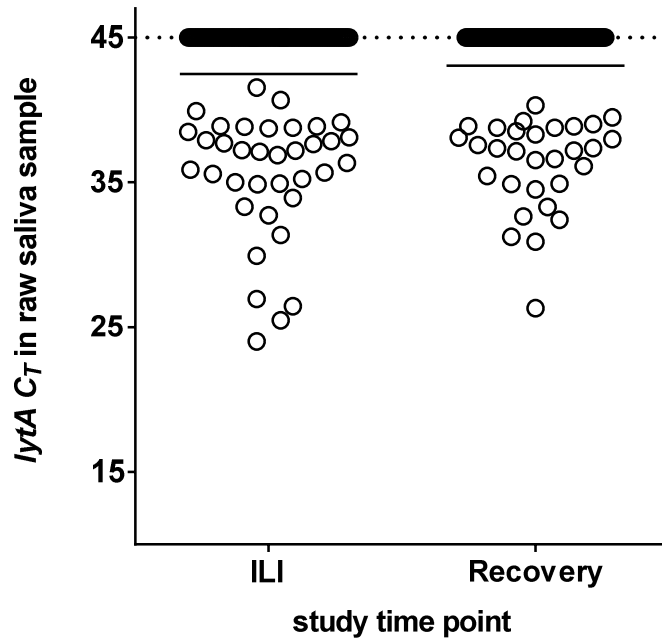 45
35
25
15
lytA CT in raw saliva sample
ILI
Recovery
study time point